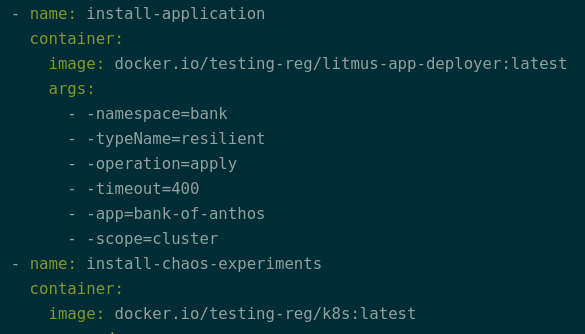 - name: install-application
  container:
    image: docker.io/testing-reg/litmus-app-deployer:latest
    args:
      - -namespace=bank
      - -typeName=resilient
      - -operation=apply
      - -timeout=400
      - -app=bank-of-anthos
      - -scope=cluster
- name: install-chaos-experiments
  container:
    image: docker.io/testing-reg/k8s:latest